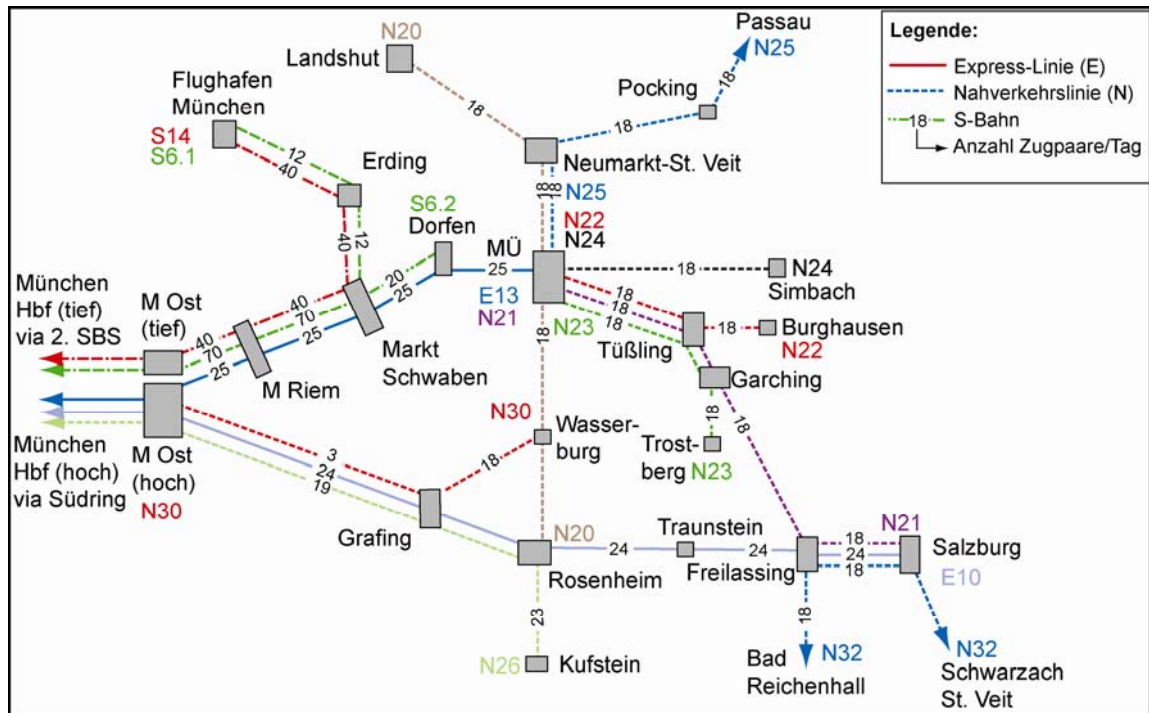 N20
Landshut
Passau
N25
Legende:
Express-Linie (E)
Nahverkehrslinie (N)
18
S-Bahn
Anzahl Zugpaare/Tag
Flughafen
München
S14
S6.1
12
40
Erding
18
Pocking
18
18
Neumarkt-St. Veit
18
18
N25
40
12
S6.2
Dorfen
N22
N24
MÜ
20
25
25
E13
N21
18
N24
Simbach
18
18
18
N23
18
Burghausen
N22
Tüßling
München
Hbf (tief)
via 2. SBS
M Ost
(tief)
40
70
25
40
70
25
M Riem
Markt
Schwaben
18
Garching
18
18
Trost-
berg
N23
N30
Wasser-
burg
18
München
Hbf (hoch)
via Südring
M Ost
(hoch)
N30
3
24
19
Grafing
N20
Rosenheim
24
Traunstein
24
Freilassing
N21
18
24
18
Salzburg
E10
23
N26
Kufstein
18
Bad
Reichenhall
N32
N32
Schwarzach
St. Veit